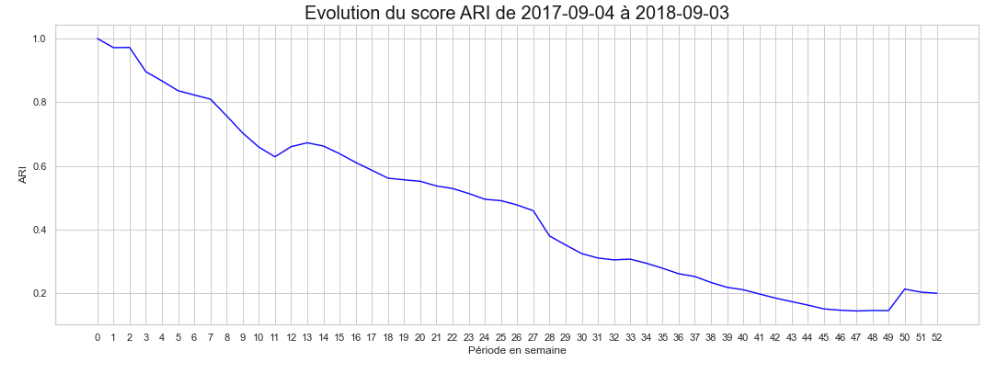 Evolution du score ARI de 2017-09-04 à 2018-09-03
1.0
0.8
0.6
0.4
0.2
ARI
0 1 2 3 4 5 6 7 8 9 10 11 12 13 14 15 16 17 18 19 20 21 22 23 24 25 26 27 28 29 30 31 32 33 34 35 36 37 38 39 40 41 42 43 44 45 46 47 48 49 50 51 52
Période en semaine